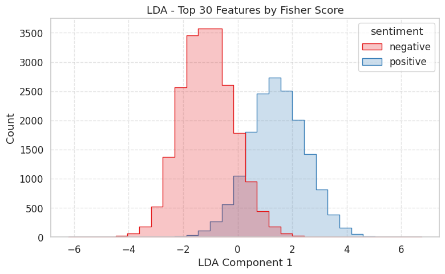 LDA - Top 30 Features by Fisher Score
sentiment
negative
positive
Count
3500
3000
2500
2000
1500
1000
500
0
−6 −4 −2 0 2 4 6
LDA Component 1